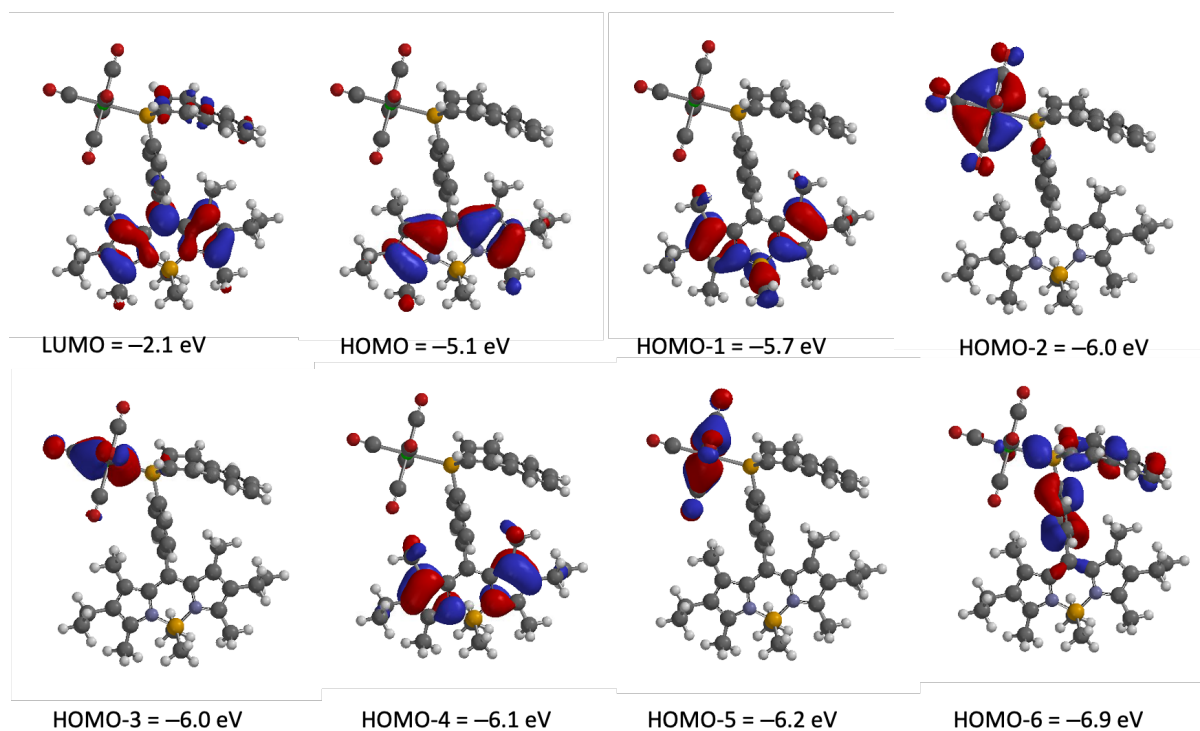 LUMO = –2.1 eV
HOMO = –5.1 eV
HOMO-1 = –5.7 eV
HOMO-2 = –6.0 eV
HOMO-3 = –6.0 eV
HOMO-4 = –6.1 eV
HOMO-5 = –6.2 eV
HOMO-6 = –6.9 eV